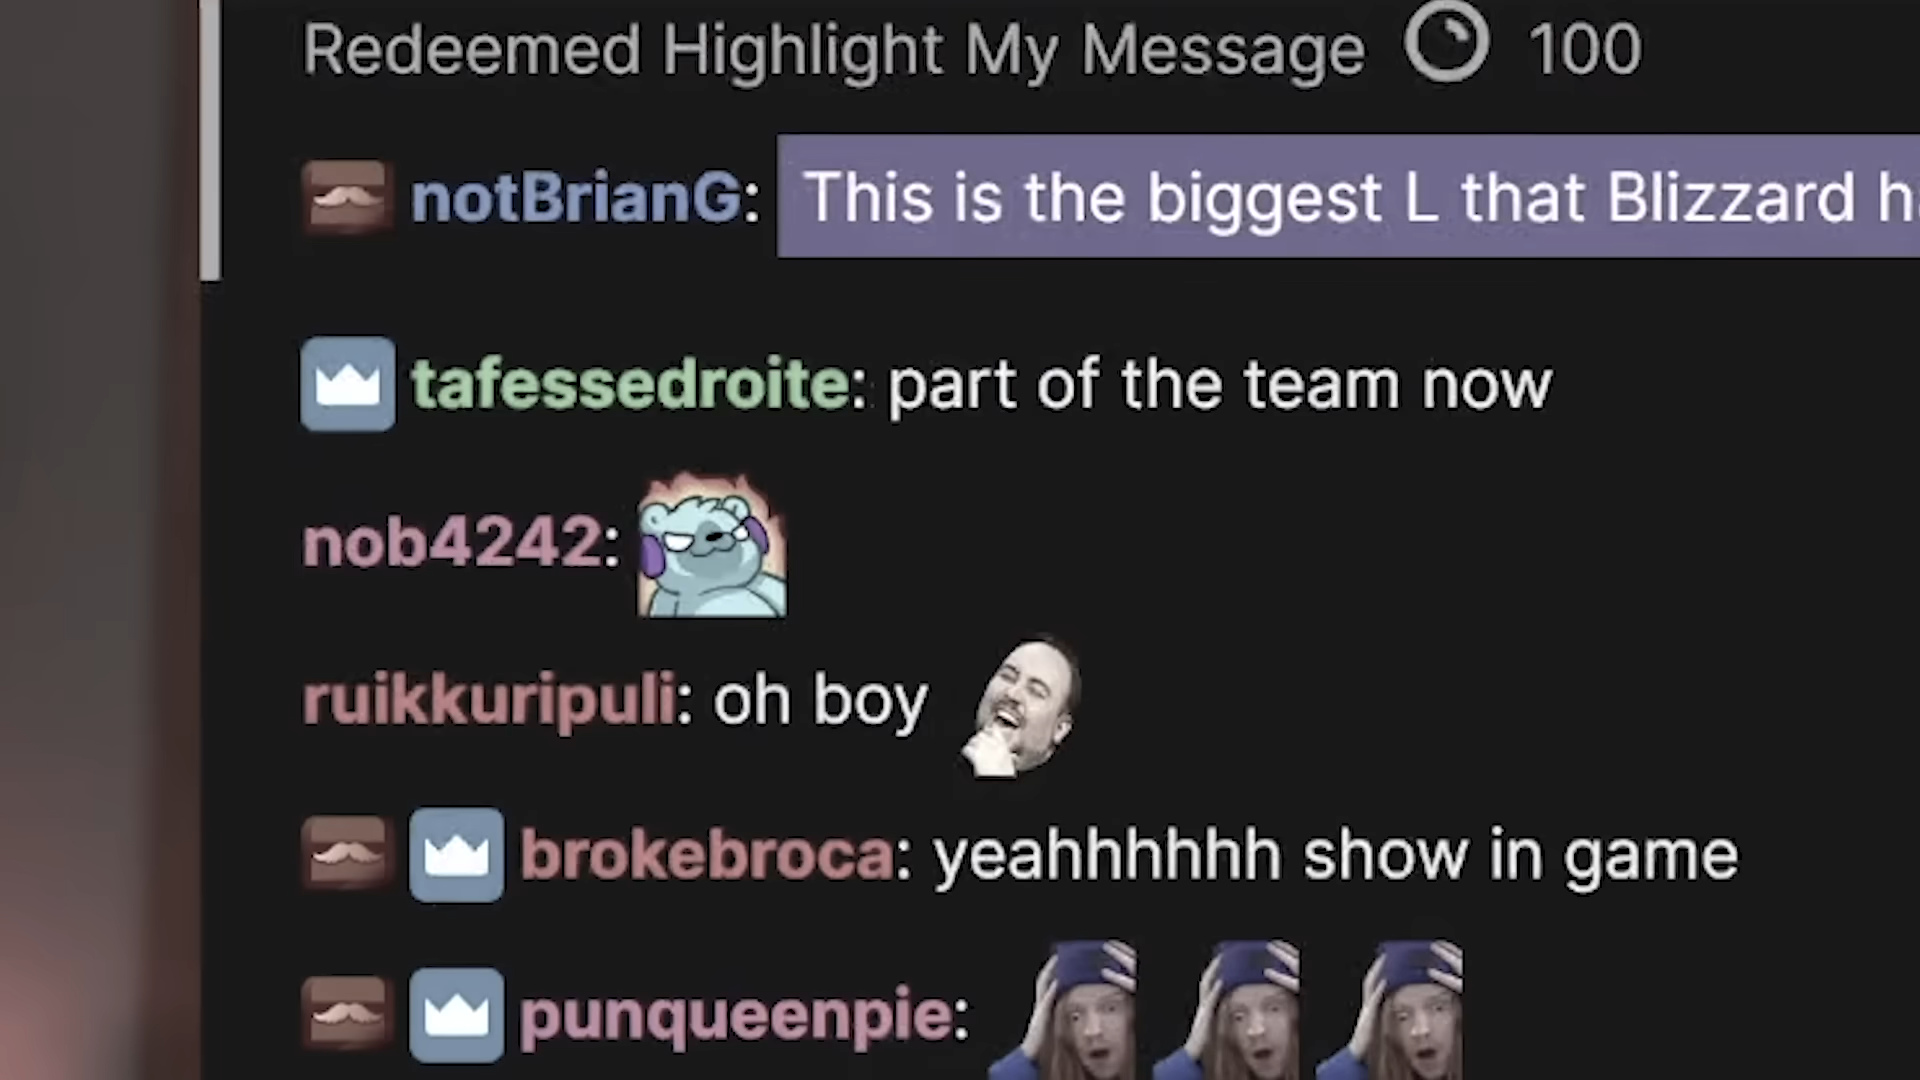 Redeemed Highlight My Message 100
notBrianG: This is the biggest L that Blizzard
tafessedroite: part of the team now
nob4242:
ruikkuripuli: oh boy
brokebroca: yeahhhhhh show in game
punqueenpie: